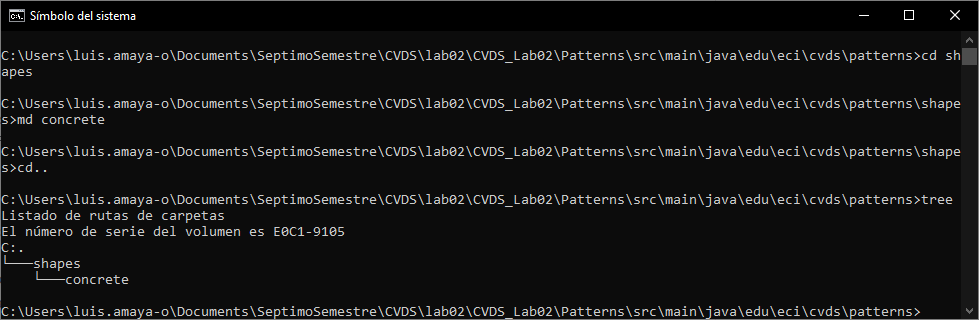 Símbolo del sistema
C:\Users\luis.amaya-o\Documents\SeptimoSemestre\CVDS\lab02\CVDS_Lab02\Patterns\src\main\java\edu\eci\cvds\patterns>cd sh
apes
C:\Users\luis.amaya-o\Documents\SeptimoSemestre\CVDS\lab02\CVDS_Lab02\Patterns\src\main\java\edu\eci\cvds\patterns\shape
s>md concrete
C:\Users\luis.amaya-o\Documents\SeptimoSemestre\CVDS\lab02\CVDS_Lab02\Patterns\src\main\java\edu\eci\cvds\patterns\shape
s>cd..
C:\Users\luis.amaya-o\Documents\SeptimoSemestre\CVDS\lab02\CVDS_Lab02\Patterns\src\main\java\edu\eci\cvds\patterns>tree
Listado de rutas de carpetas
El número de serie del volumen es E0C1-9105
C:.
└───shapes
    └───concrete
C:\Users\luis.amaya-o\Documents\SeptimoSemestre\CVDS\lab02\CVDS_Lab02\Patterns\src\main\java\edu\eci\cvds\patterns>